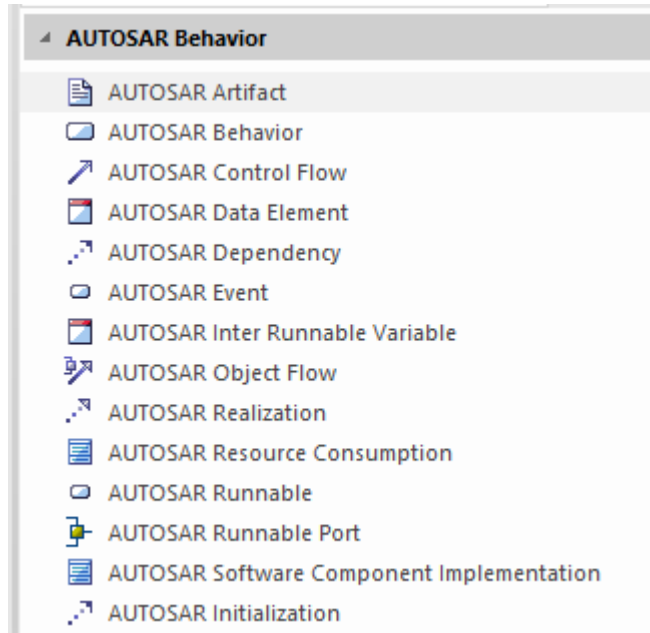 AUTOSAR Behavior
AUTOSAR Artifact
AUTOSAR Behavior
AUTOSAR Control Flow
AUTOSAR Data Element
AUTOSAR Dependency
AUTOSAR Event
AUTOSAR Inter Runnable Variable
AUTOSAR Object Flow
AUTOSAR Realization
AUTOSAR Resource Consumption
AUTOSAR Runnable
AUTOSAR Runnable Port
AUTOSAR Software Component Implementation
AUTOSAR Initialization